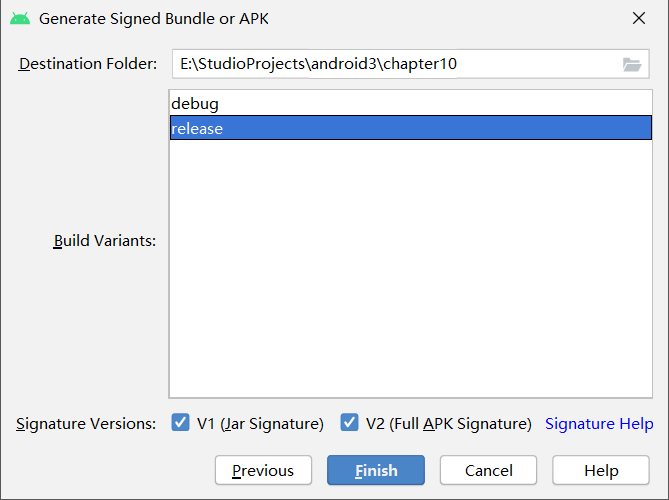 Generate Signed Bundle or APK
Destination Folder: E:\StudioProjects\android3\chapter10
debug
release
Build Variants:
Signature Versions: V1 (Jar Signature) V2 (Full APK Signature) Signature Help
Previous Finish Cancel Help